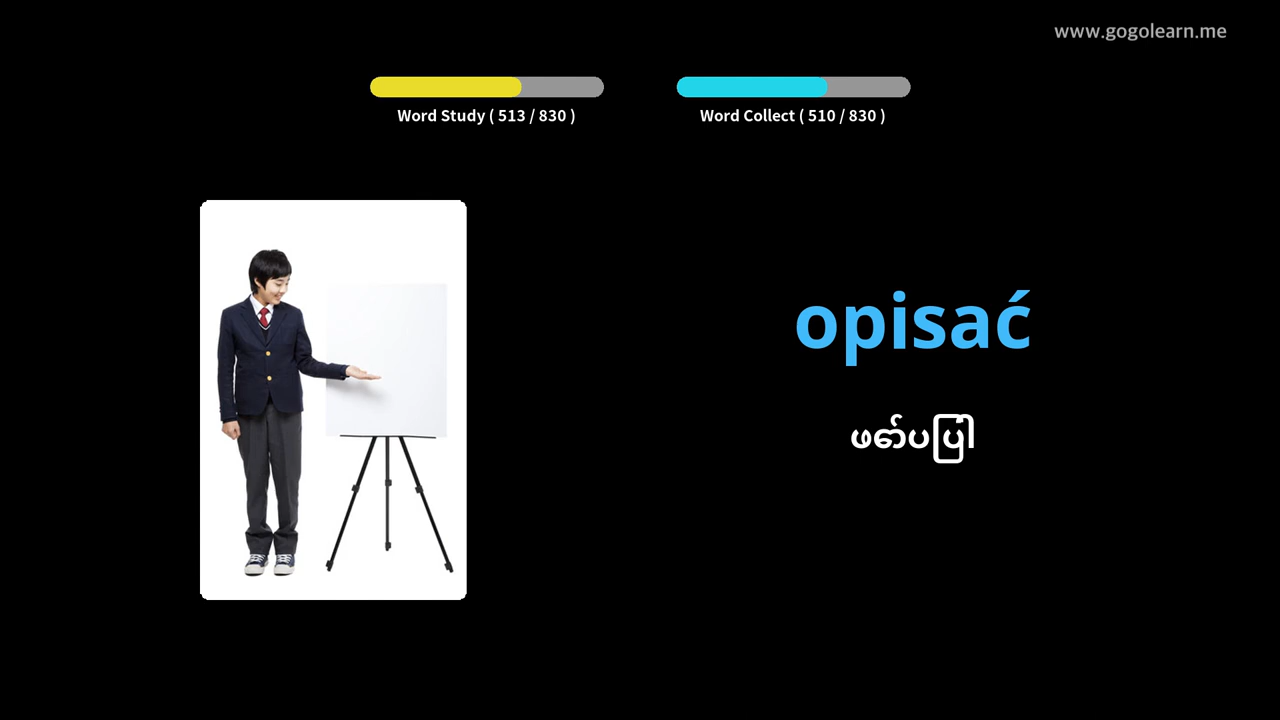 www.gogolearn.me
Word Study ( 513 / 830 )
Word Collect ( 510 / 830 )
opisać
ဖော်ပပြါ